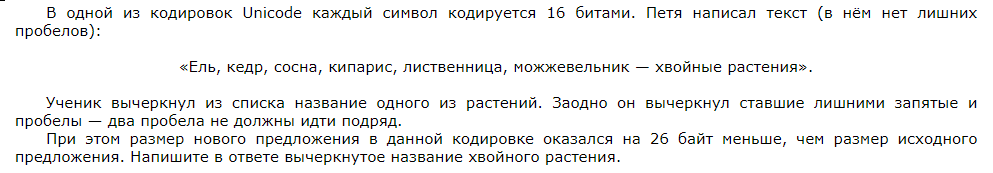 В одной из кодировок Unicode каждый символ кодируется 16 битами. Петя написал текст (в нём нет лишних
пробелов):
«Ель, кедр, сосна, кипарис, лиственница, можжевельник — хвойные растения».
Ученик вычеркнул из списка название одного из растений. Заодно он вычеркнул ставшие лишними запятые и
пробелы — два пробела не должны идти подряд.
При этом размер нового предложения в данной кодировке оказался на 26 байт меньше, чем размер исходного
предложения. Напишите в ответе вычеркнутое название хвойного растения.